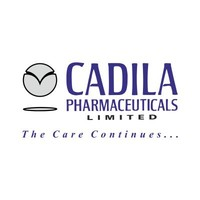 CADILA
PHARMACEUTICALS
LIMITED
The Care Continues...